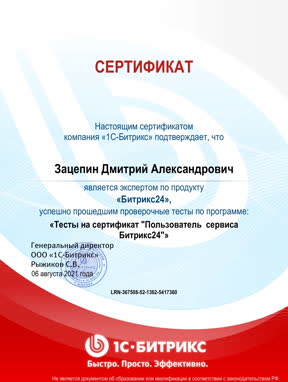 СЕРТИФИКАТ
Настоящим сертификатом
компания «1С-Битрикс» подтверждает, что
Зацепин Дмитрий Александрович
является экспертом по продукту
«Битрикс24»,
успешно прошедшим проверочные тесты по программе:
«Тесты на сертификат "Пользователь сервиса
Битрикс24"»
Генеральный директор
ООО «1С-Битрикс»
Рыжиков С.В.
06 августа 2021 года
LRN-367508-52-1362-5417360
1С-БИТРИКС
Быстро. Просто. Эффективно.
Не является документом об образовании или квалификации в соответствии с законодательством РФ